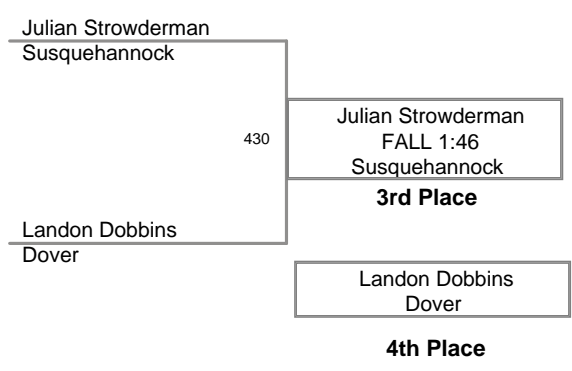 Julian Strowderman
Susquehannock
430
Julian Strowderman
FALL 1:46
Susquehannock
3rd Place
Landon Dobbins
Dover
Landon Dobbins
Dover
4th Place